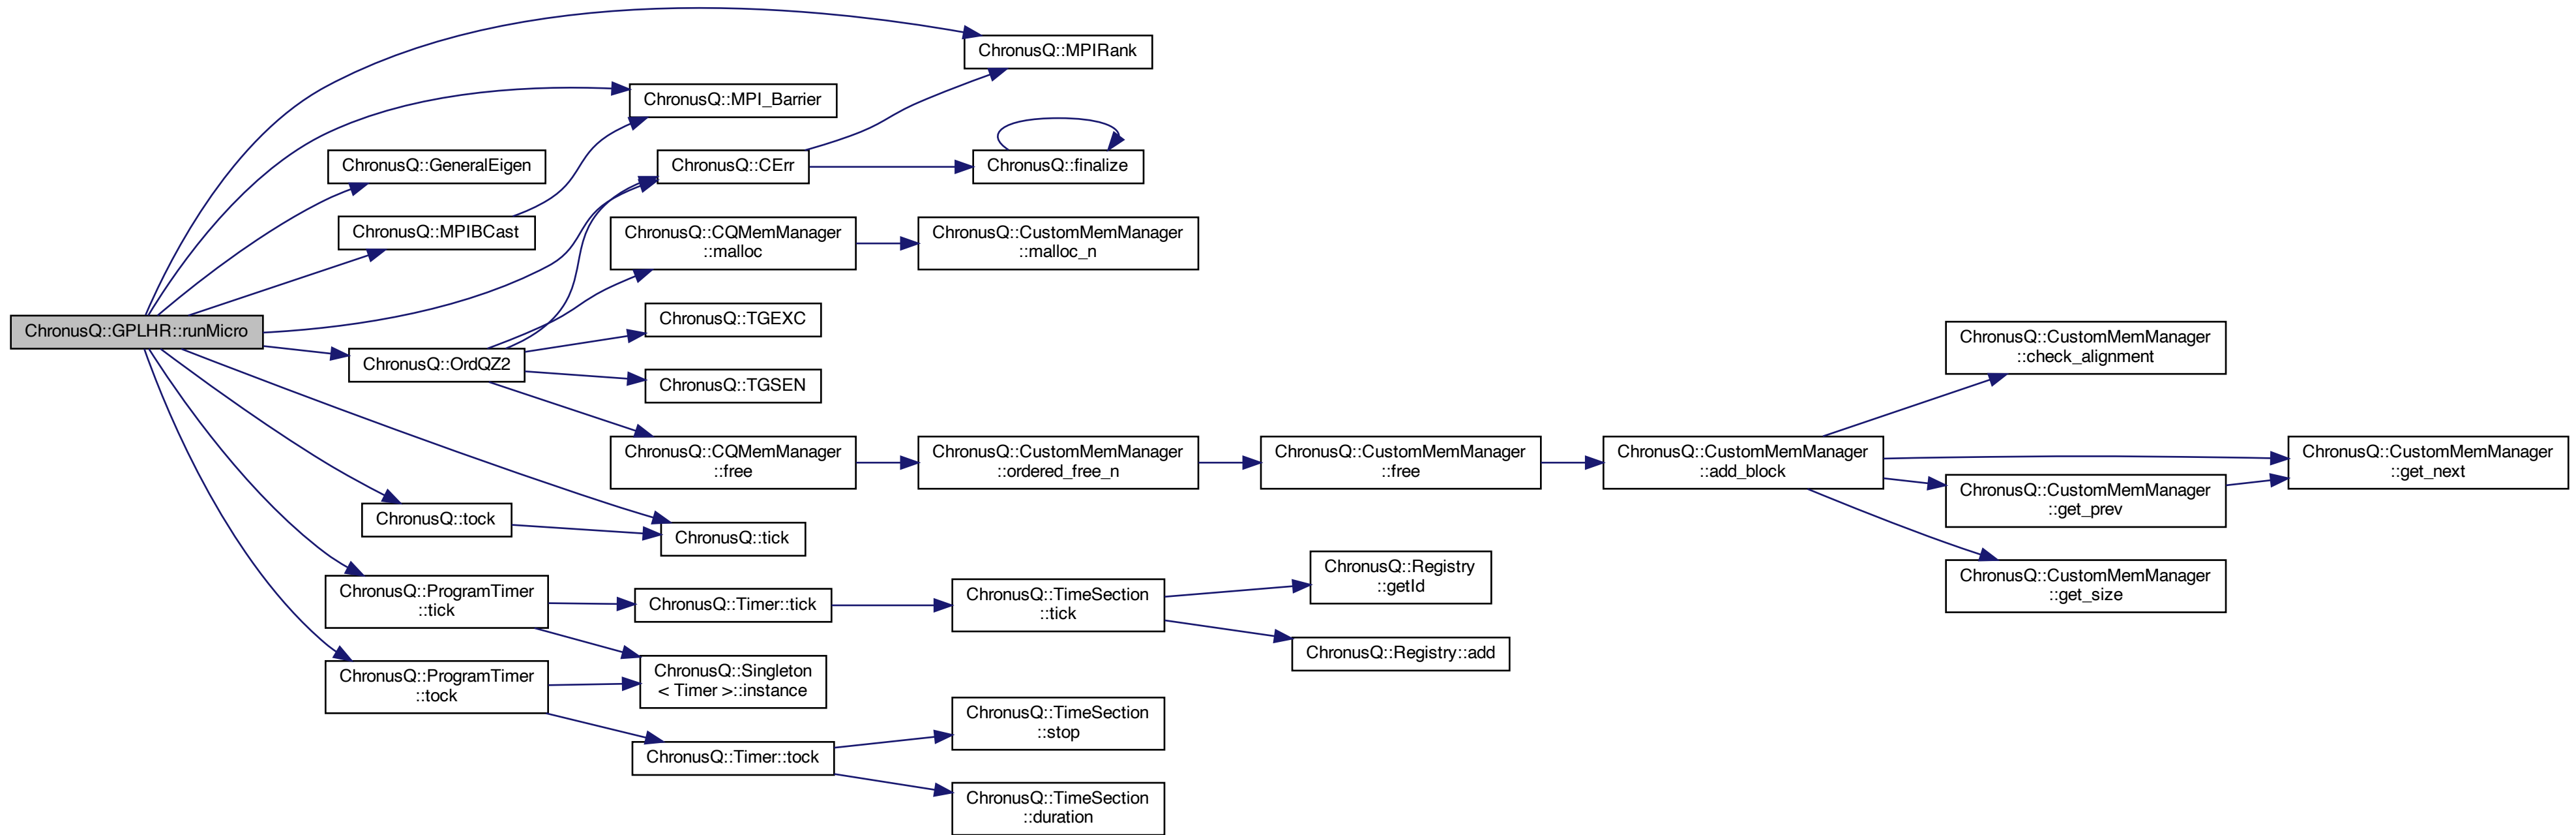 ChronusQ::MPIRank
ChronusQ::MPI_Barrier
ChronusQ::GeneralEigen
ChronusQ::CErr
ChronusQ::finalize
ChronusQ::MPIBCast
ChronusQ::CQMemManager
::malloc
ChronusQ::CustomMemManager
::malloc_n
ChronusQ::GPLHR::runMicro
ChronusQ::TGEXC
ChronusQ::OrdQZ2
ChronusQ::TGSEN
ChronusQ::CustomMemManager
::check_alignment
ChronusQ::CQMemManager
::free
ChronusQ::CustomMemManager
::ordered_free_n
ChronusQ::CustomMemManager
::free
ChronusQ::CustomMemManager
::add_block
ChronusQ::CustomMemManager
::get_next
ChronusQ::CustomMemManager
::get_prev
ChronusQ::tock
ChronusQ::tick
ChronusQ::Registry
::getId
ChronusQ::CustomMemManager
::get_size
ChronusQ::ProgramTimer
::tick
ChronusQ::Timer::tick
ChronusQ::TimeSection
::tick
ChronusQ::Registry::add
ChronusQ::ProgramTimer
::tock
ChronusQ::Singleton
< Timer >::instance
ChronusQ::TimeSection
::stop
ChronusQ::Timer::tock
ChronusQ::TimeSection
::duration